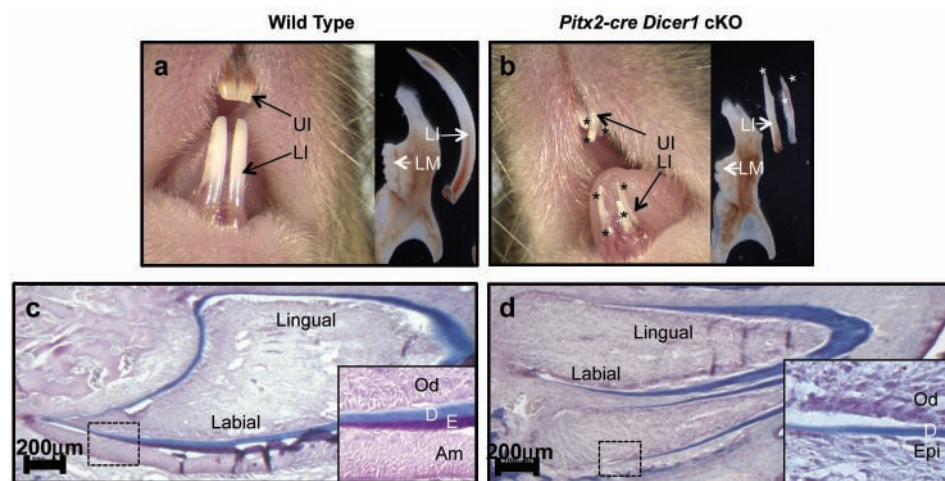 Wild Type
Pitx2-cre Dicer1 cKO
a
UI
LI
LI
LM
b
UI
LI
LI
LM
* * * * * * * * *
c
Lingual
Labial
200μm
Od
D
E
Am
d
Lingual
Labial
200μm
Od
D
Epi